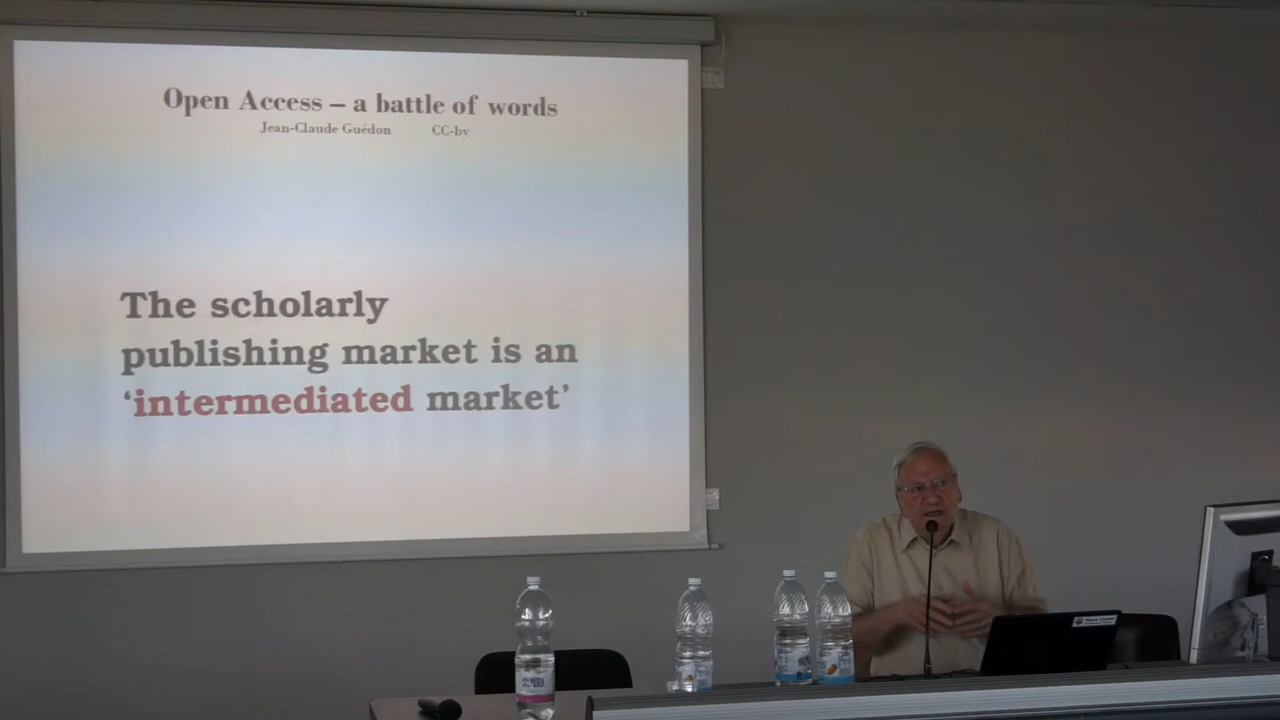 Open Access – a battle of words
Jean-Claude Guédon CC-by
The scholarly
publishing market is an
‘intermediated market’